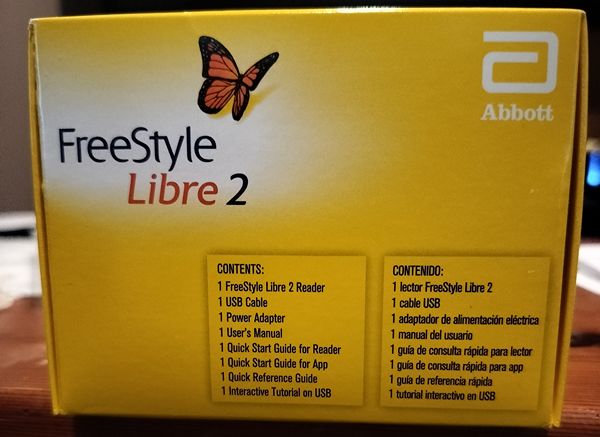 Abbott
FreeStyle
Libre 2
CONTENTS:
1 FreeStyle Libre 2 Reader
1 USB Cable
1 Power Adapter
1 User's Manual
1 Quick Start Guide for Reader
1 Quick Start Guide for App
1 Quick Reference Guide
1 Interactive Tutorial on USB
CONTENIDO:
1 lector FreeStyle Libre 2
1 cable USB
1 adaptador de alimentación eléctrica
1 manual del usuario
1 guía de consulta rápida para lector
1 guía de consulta rápida para app
1 guía de referencia rápida
1 tutorial interactivo en USB